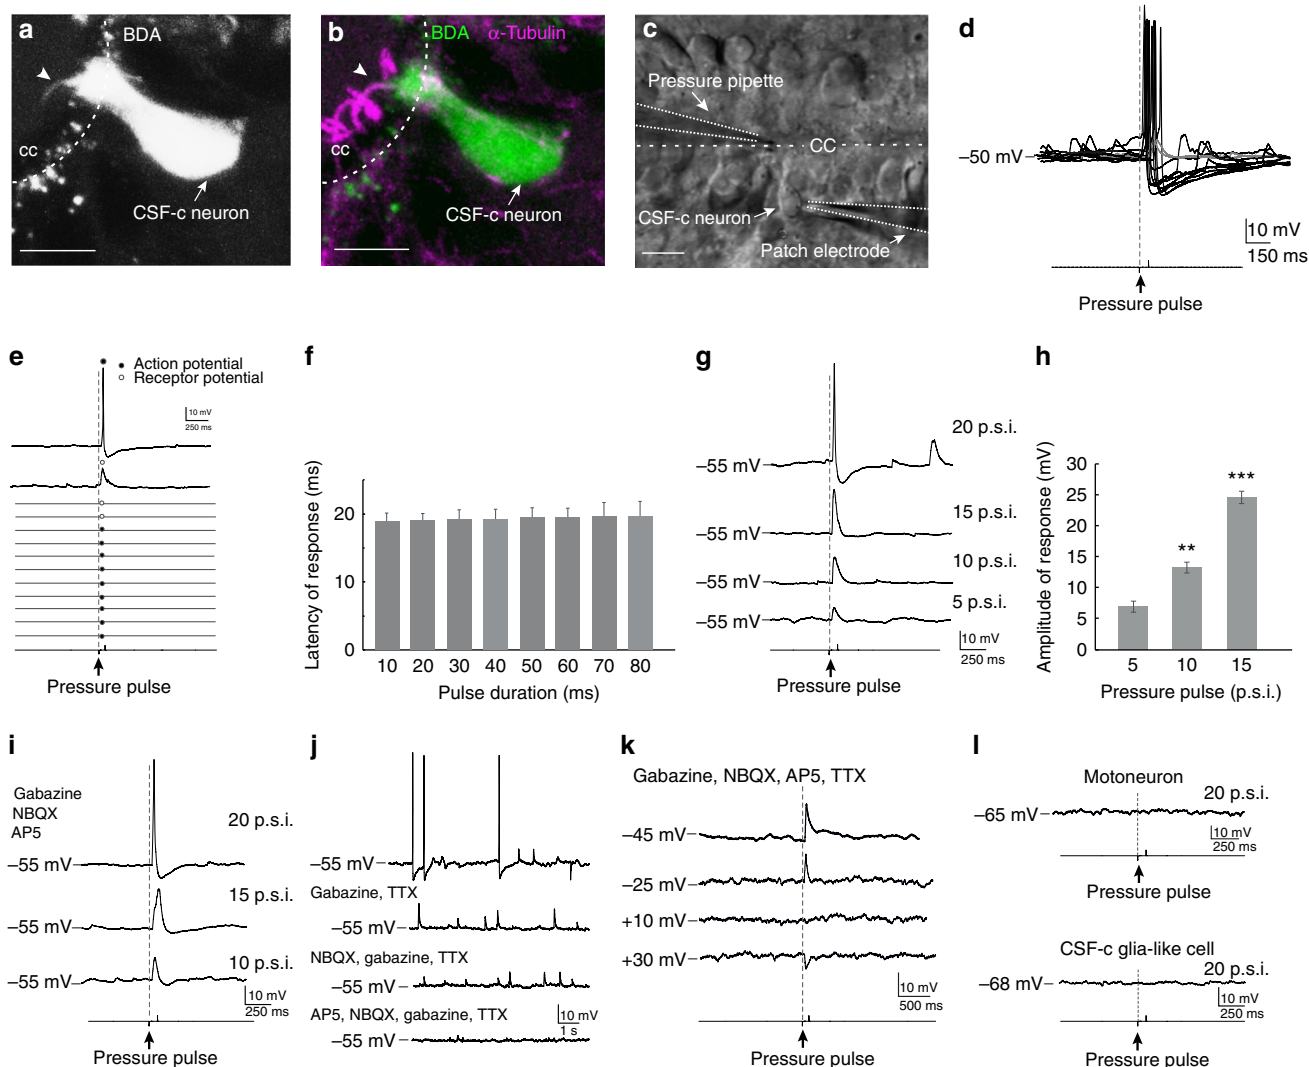 a
BDA
cc
CSF-c neuron
b
BDA α-Tubulin
cc
CSF-c neuron
c
Pressure pipette
CC
CSF-c neuron
Patch electrode
d
–50 mV
10 mV
150 ms
Pressure pulse
e
Action potential
Receptor potential
10 mV
250 ms
Pressure pulse
f
Latency of response (ms)
20
10
0
10 20 30 40 50 60 70 80
Pulse duration (ms)
g
20 p.s.i.
–55 mV
15 p.s.i.
–55 mV
10 p.s.i.
–55 mV
5 p.s.i.
–55 mV
10 mV
250 ms
Pressure pulse
h
Amplitude of response (mV)
30
25
20
15
10
5
0
**
***
5 10 15
Pressure pulse (p.s.i.)
i
Gabazine
NBQX
AP5
20 p.s.i.
–55 mV
15 p.s.i.
–55 mV
10 p.s.i.
–55 mV
10 mV
250 ms
Pressure pulse
j
–55 mV
Gabazine, TTX
–55 mV
NBQX, gabazine, TTX
–55 mV
AP5, NBQX, gabazine, TTX
–55 mV
10 mV
1 s
k
Gabazine, NBQX, AP5, TTX
–45 mV
–25 mV
+10 mV
+30 mV
10 mV
500 ms
Pressure pulse
l
Motoneuron
20 p.s.i.
–65 mV
10 mV
250 ms
Pressure pulse
CSF-c glia-like cell
20 p.s.i.
–68 mV
10 mV
250 ms
Pressure pulse